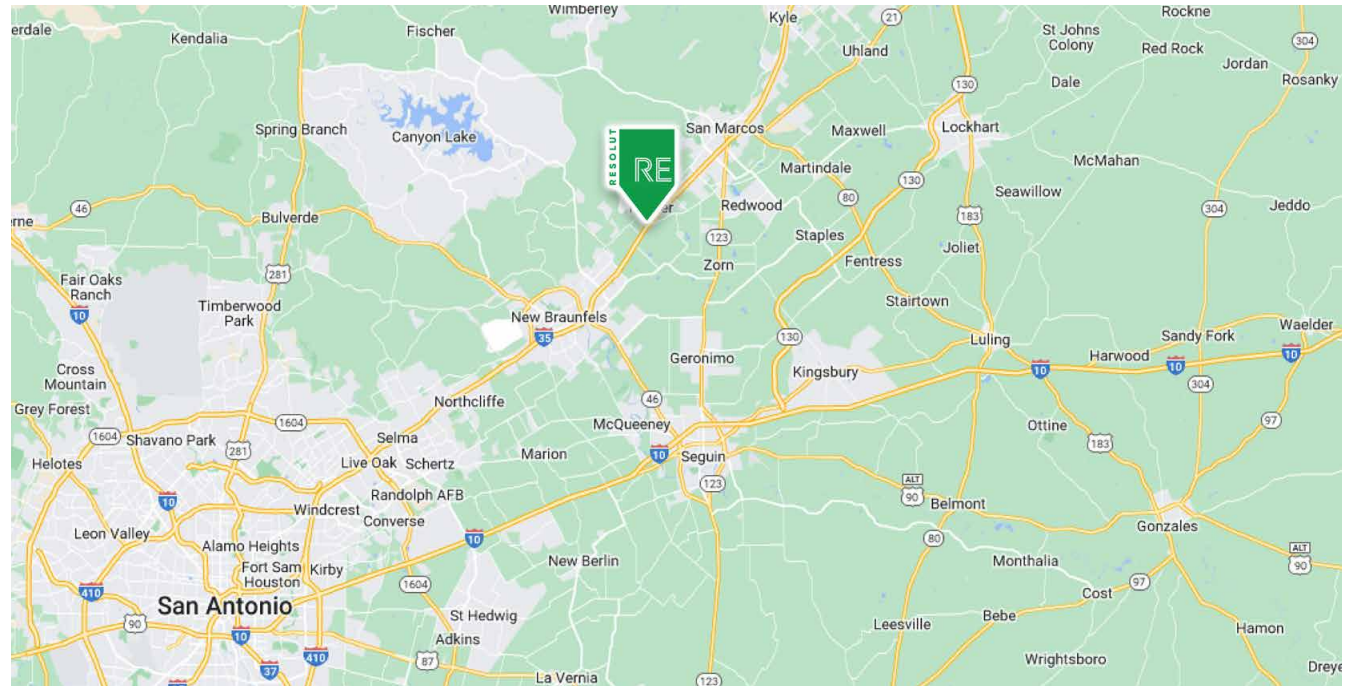 Wimberley
Rockne
erdale
Kendalia
Fischer
Kyle
21
St Johns
Colony
Red Rock
304
Uhland
Jordan
Rosanky
Dale
130
Spring Branch
Canyon Lake
San Marcos
Maxwell
Lockhart
RESOLUT
RE
McMahan
Martindale
130
Seawillow
46
er
Redwood
80
183
304
Jeddo
rne
Bulverde
123
Staples
Joliet
Zorn
Fentress
281
Fair Oaks
Ranch
10
Timberwood
Park
Stairtown
New Braunfels
35
130
Luling
Sandy Fork
Waelder
Geronimo
Harwood
10
10
10
Cross
Mountain
Kingsbury
304
Grey Forest
Northcliffe
46
97
1604
1604
McQueeney
Ottine
Shavano Park
281
Selma
183
Helotes
Live Oak
Schertz
Marion
10
Seguin
123
10
Randolph AFB
ALT
90
Windcrest
Belmont
Leon Valley
Converse
Gonzales
10
80
Alamo Heights
ALT
90
Fort Sam
Houston
Kirby
New Berlin
Monthalia
1604
97
410
Cost
San Antonio
St Hedwig
Bebe
90
Leesville
Hamon
10
Adkins
410
87
Wrightsboro
37
La Vernia
123
Dreye